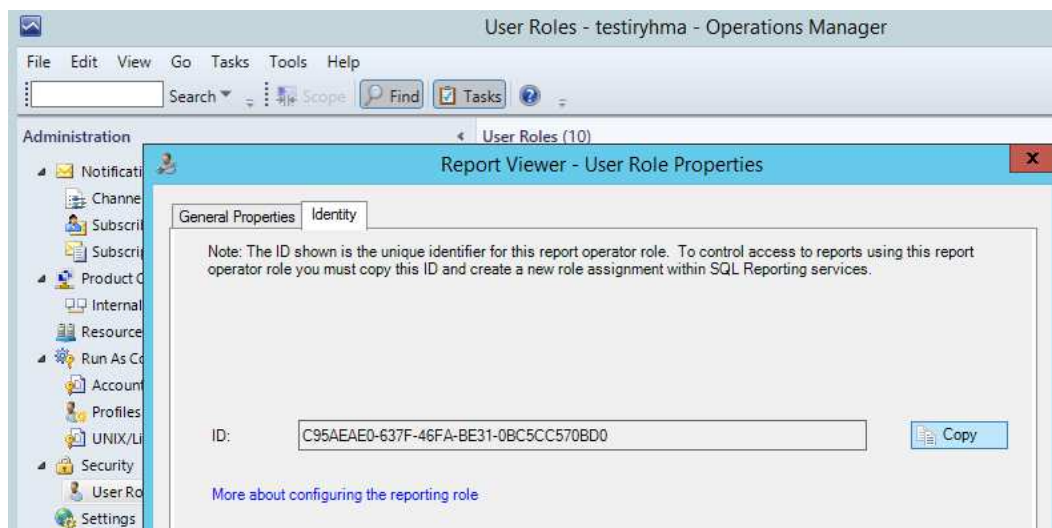 User Roles - testiryhma - Operations Manager
File Edit View Go Tasks Tools Help
Search Scope Find Tasks
Administration
User Roles (10)
Report Viewer - User Role Properties
x
Notificati
Channe
Subscri
Subscri
Product C
Internal
Resource
Run As Co
Account
Profiles
UNIX/Li
Security
User Ro
Settings
General Properties Identity
Note: The ID shown is the unique identifier for this report operator role. To control access to reports using this report
operator role you must copy this ID and create a new role assignment within SQL Reporting services.
ID: C95AEAE0-637F-46FA-BE31-0BC5CC570BD0 Copy
More about configuring the reporting role